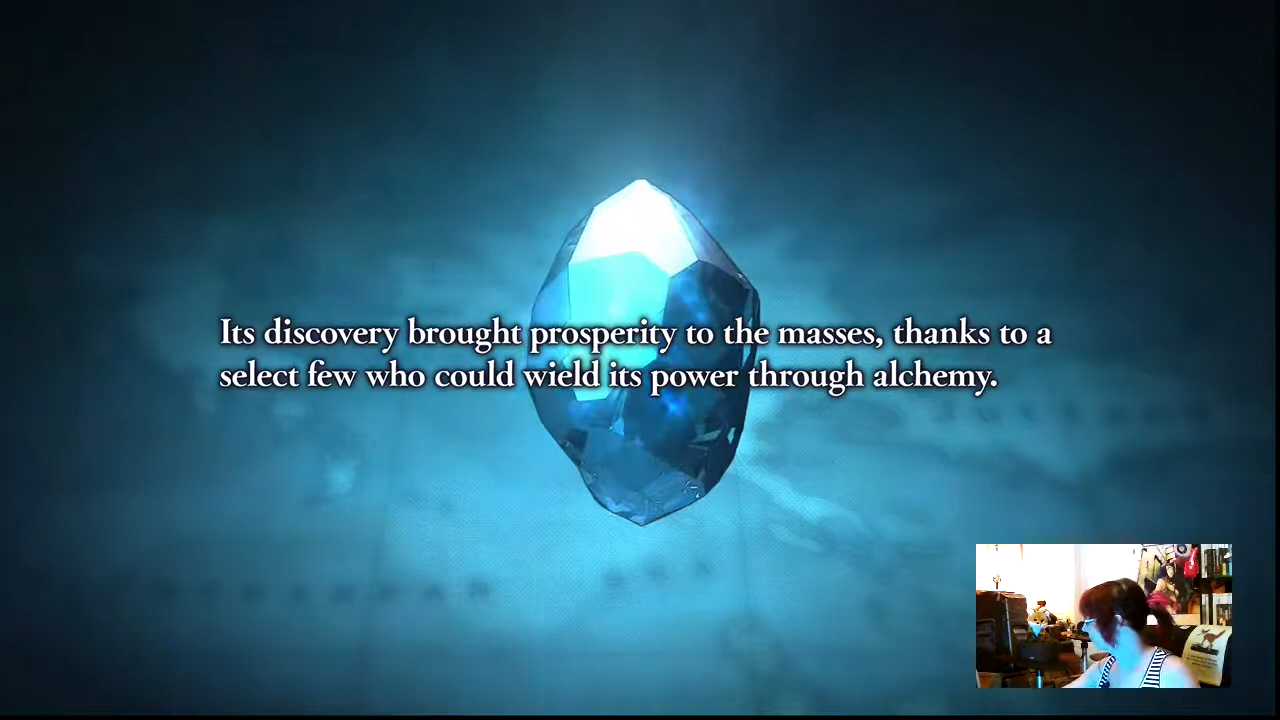 Its discovery brought prosperity to the masses, thanks to a
select few who could wield its power through alchemy.